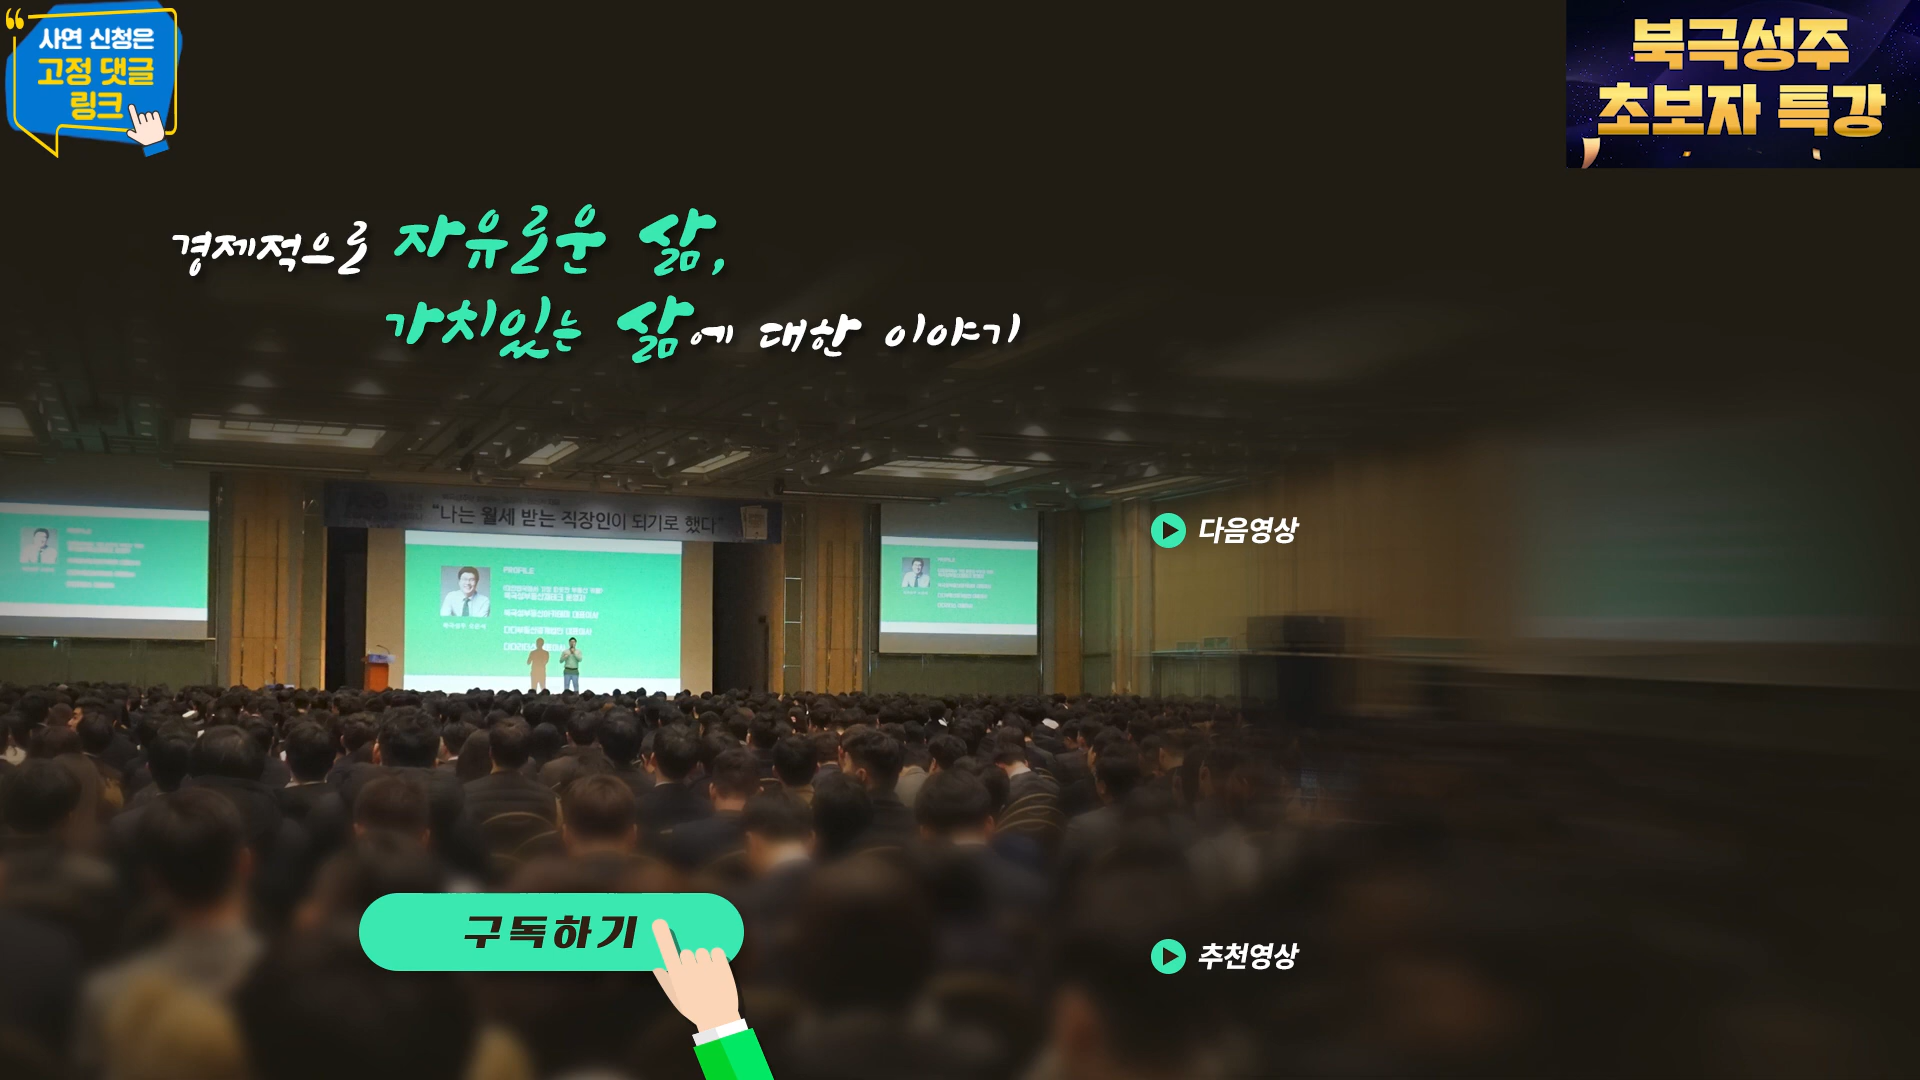 사연 신청은
고정 댓글
링크
북극성주
초보자 특강
경제적으로 자유로운 삶,
가치있는 삶에 대한 이야기
“나는 월세 받는 직장인이 되기로 했다”
PROFILE
다음영상
구독하기
추천영상